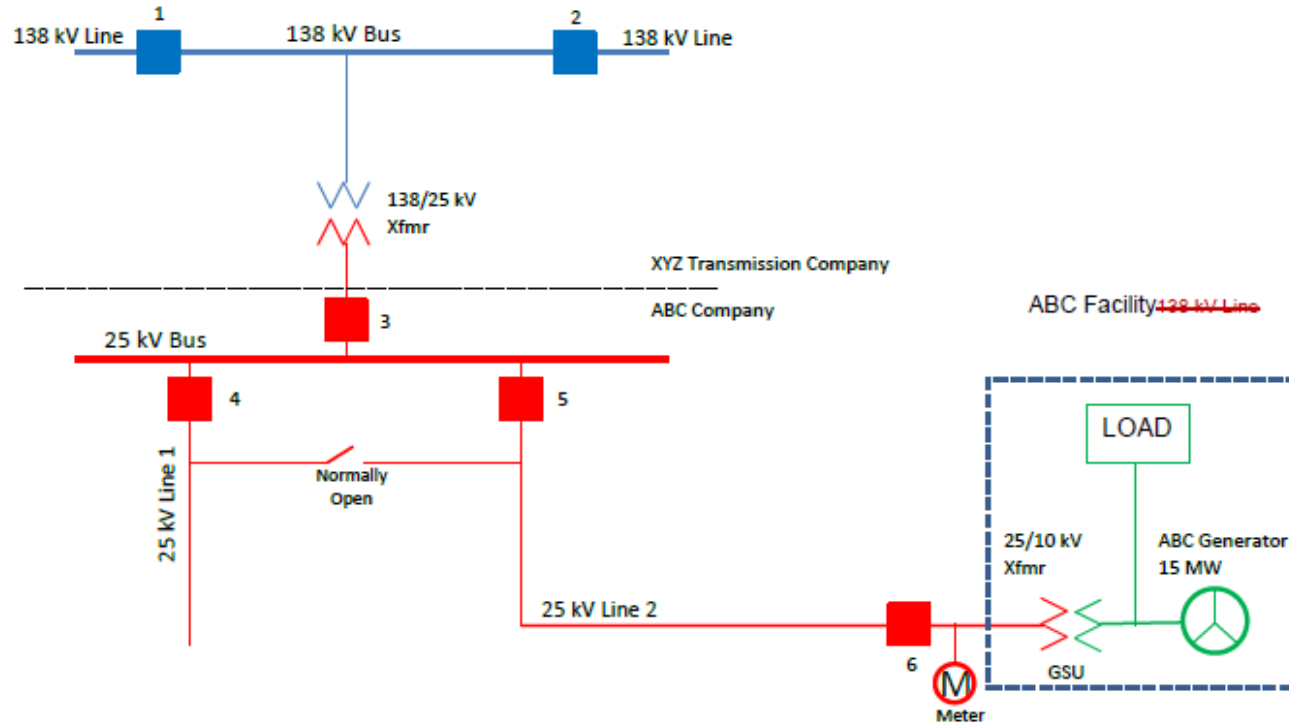 1
2
138 kV Line
138 kV Bus
138 kV Line
138/25 kV
Xfmr
XYZ Transmission Company
ABC Company
3
ABC Facility138 kV Line
25 kV Bus
4
5
LOAD
Normally
Open
25 kV Line 1
25/10 kV
Xfmr
ABC Generator
15 MW
25 kV Line 2
6
GSU
M
Meter